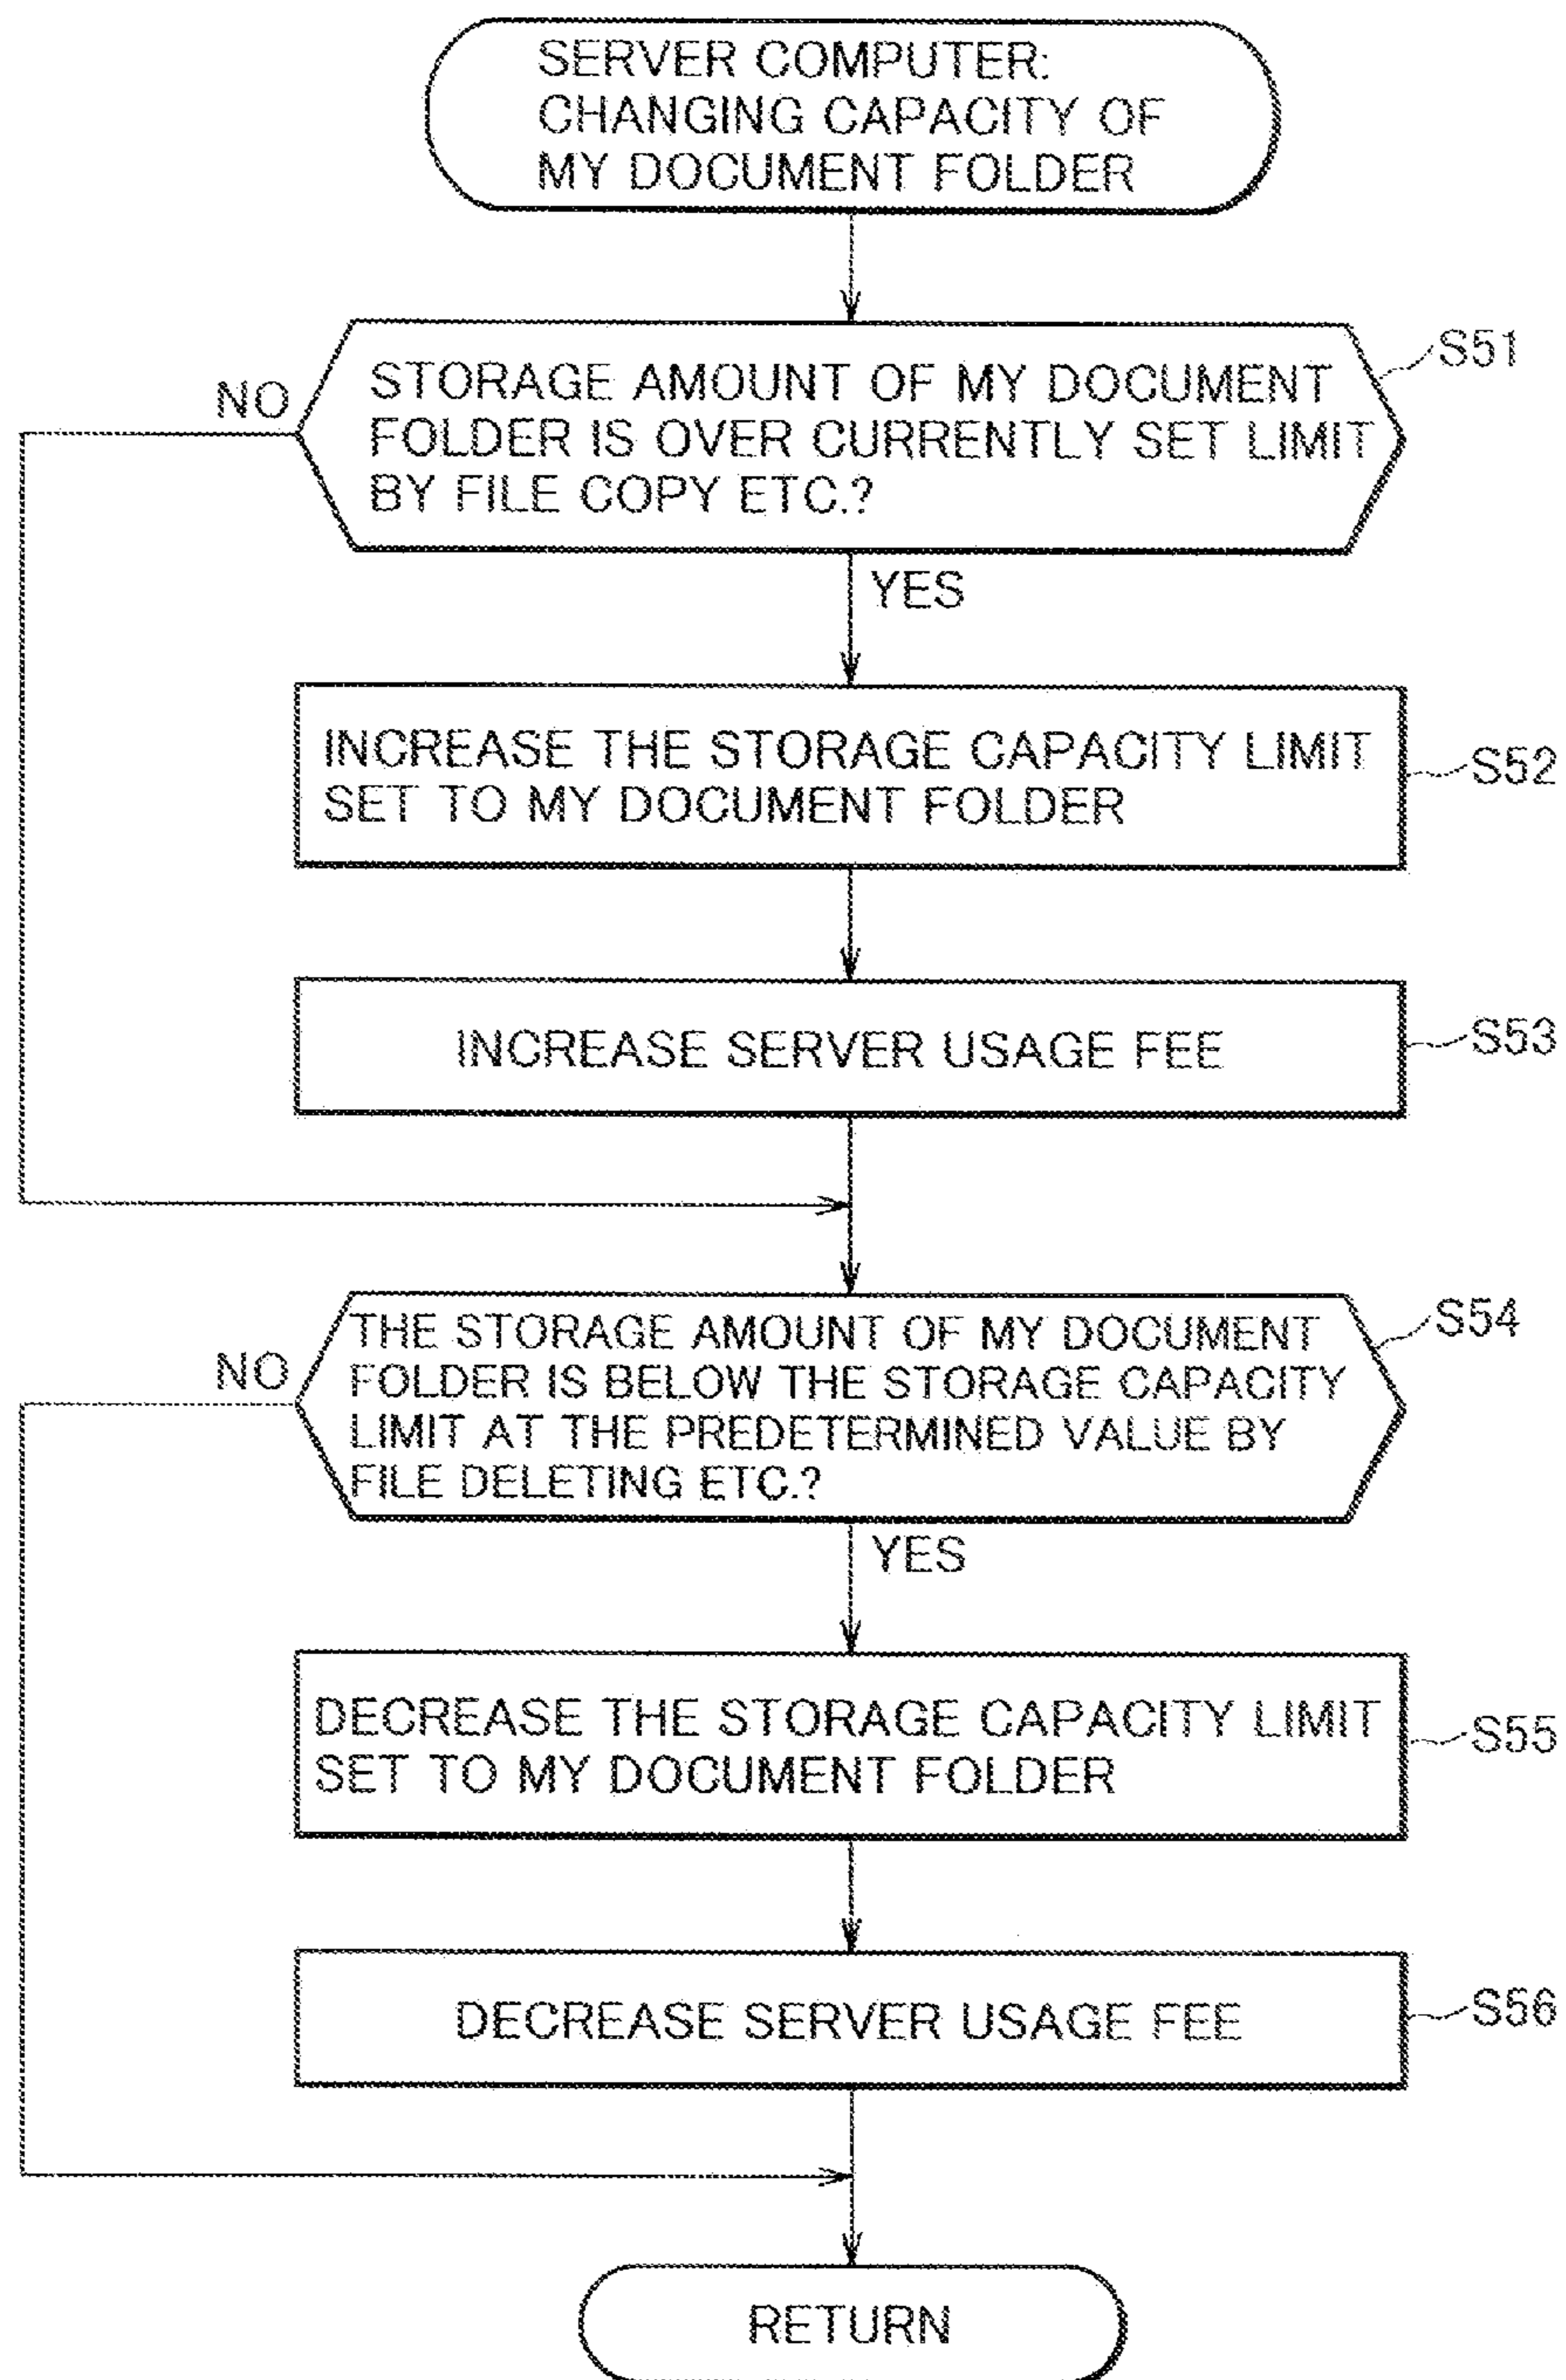 SERVER COMPUTER:
CHANGING CAPACITY OF
MY DOCUMENT FOLDER
S51
NO
STORAGE AMOUNT OF MY DOCUMENT
FOLDER IS OVER CURRENTLY SET LIMIT
BY FILE COPY ETC.?
YES
INCREASE THE STORAGE CAPACITY LIMIT
SET TO MY DOCUMENT FOLDER
S52
INCREASE SERVER USAGE FEE
S53
S54
NO
THE STORAGE AMOUNT OF MY DOCUMENT
FOLDER IS BELOW THE STORAGE CAPACITY
LIMIT AT THE PREDETERMINED VALUE BY
FILE DELETING ETC.?
YES
DECREASE THE STORAGE CAPACITY LIMIT
SET TO MY DOCUMENT FOLDER
S55
DECREASE SERVER USAGE FEE
S56
RETURN